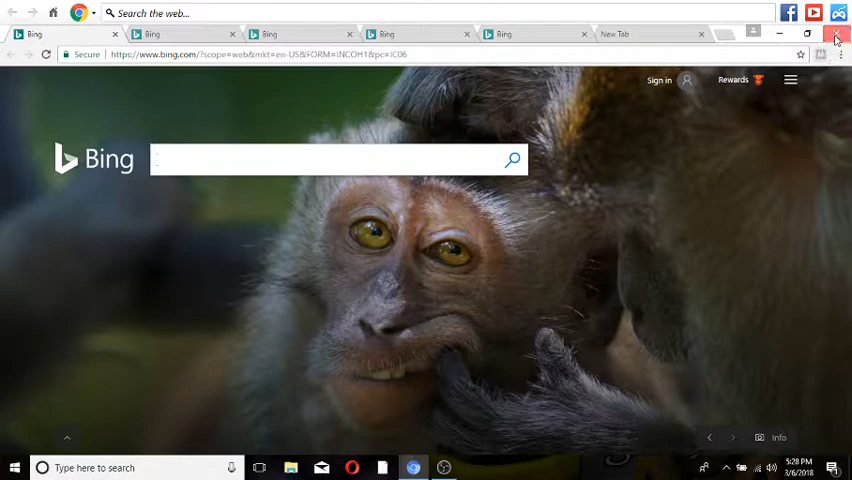 Search the web...
Bing
Bing
Bing
Bing
Bing
New Tab
Secure
https://www.bing.com/?scope=web&mkt=en-US&FORM=INCOH1&pc=IC06
Sign in
Rewards
Bing
Info
Type here to search
5:28 PM
3/6/2018